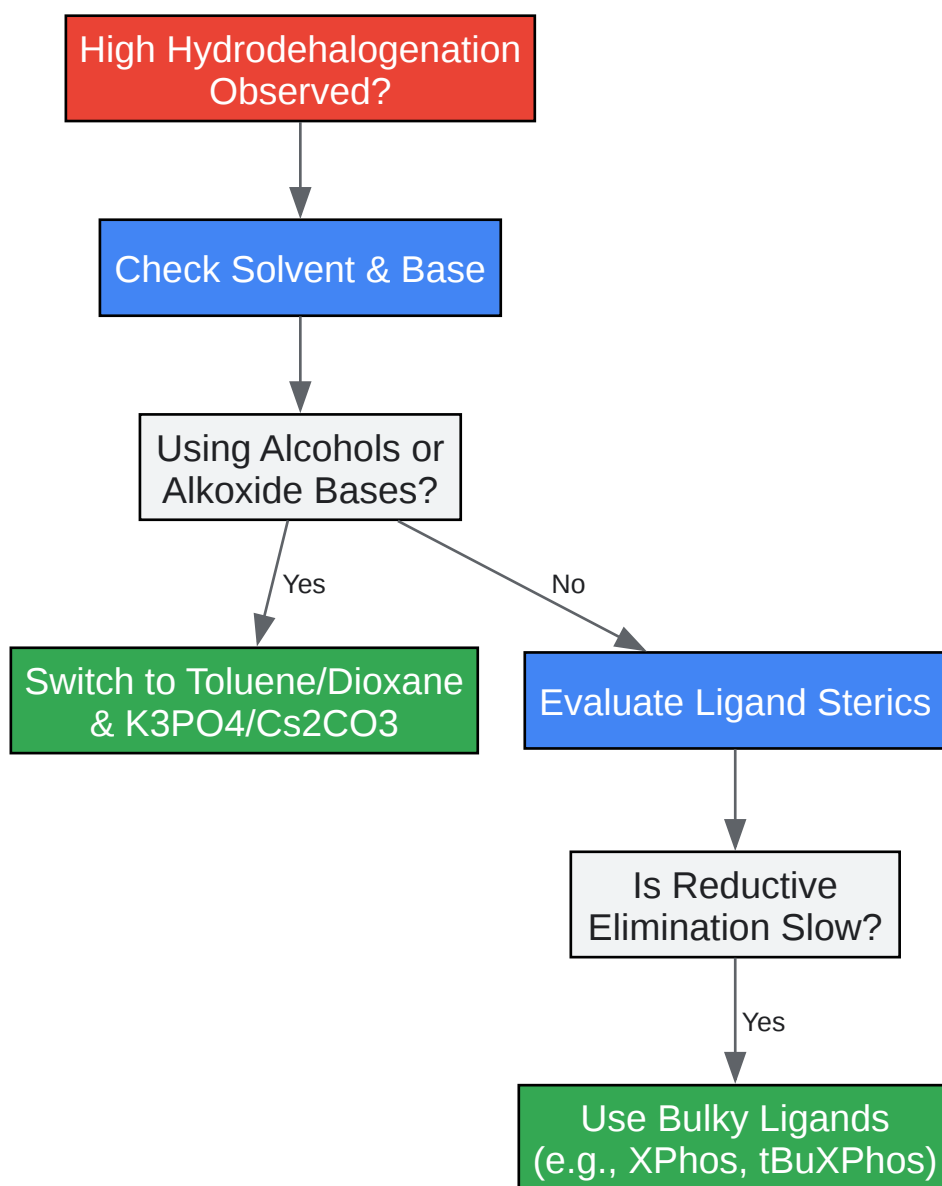 High Hydrodehalogenation
Observed?
Check Solvent & Base
Using Alcohols or
Alkoxide Bases?
Yes
No
Switch to Toluene/Dioxane
& K3PO4/Cs2CO3
Evaluate Ligand Sterics
Is Reductive
Elimination Slow?
Yes
Use Bulky Ligands
(e.g., XPhos, tBuXPhos)